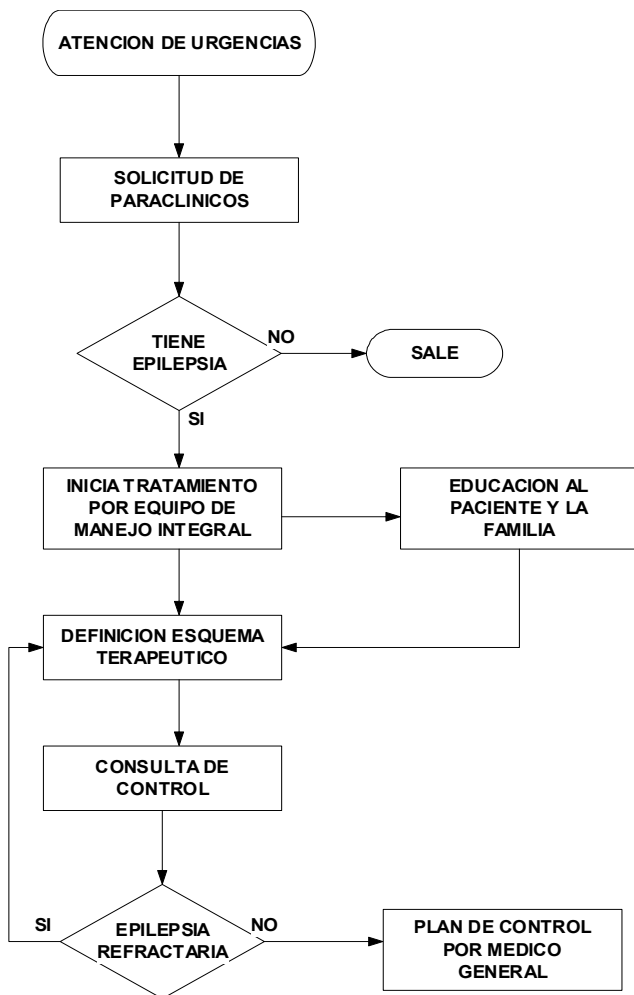 ATENCION DE URGENCIAS
SOLICITUD DE
PARACLINICOS
TIENE
EPILEPSIA
NO
SALE
SI
INICIA TRATAMIENTO
POR EQUIPO DE
MANEJO INTEGRAL
EDUCACION AL
PACIENTE Y LA
FAMILIA
DEFINICION ESQUEMA
TERAPEUTICO
CONSULTA DE
CONTROL
SI
EPILEPSIA
REFRACTARIA
NO
PLAN DE CONTROL
POR MEDICO
GENERAL